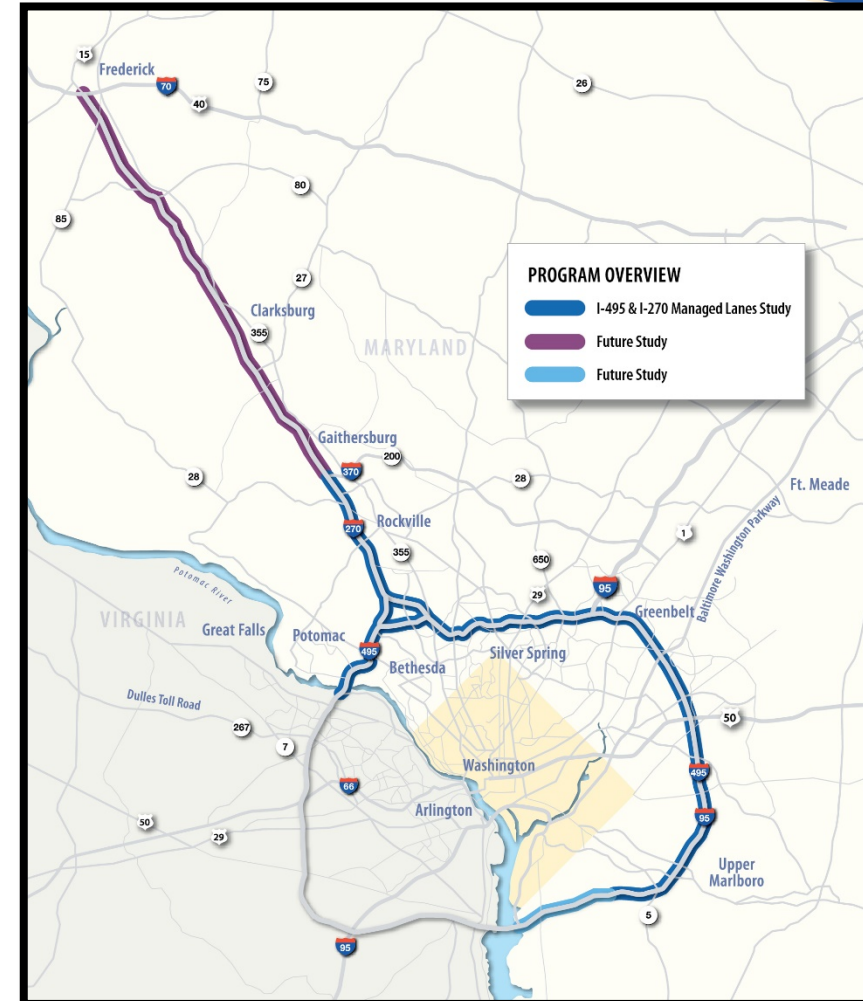 15
Frederick
70
75
26
40
80
85
27
PROGRAM OVERVIEW
I-495 & I-270 Managed Lanes Study
Future Study
Future Study
Clarksburg
355
MARYLAND
Gaithersburg
200
370
28
28
Ft. Meade
270
Rockville
355
1
Baltimore Washington Parkway
650
Potomac River
29
95
VIRGINIA
Great Falls
Potomac
Greenbelt
495
Silver Spring
Bethesda
Dulles Toll Road
267
50
7
Washington
495
66
Arlington
95
50
29
Upper
Marlboro
5
95